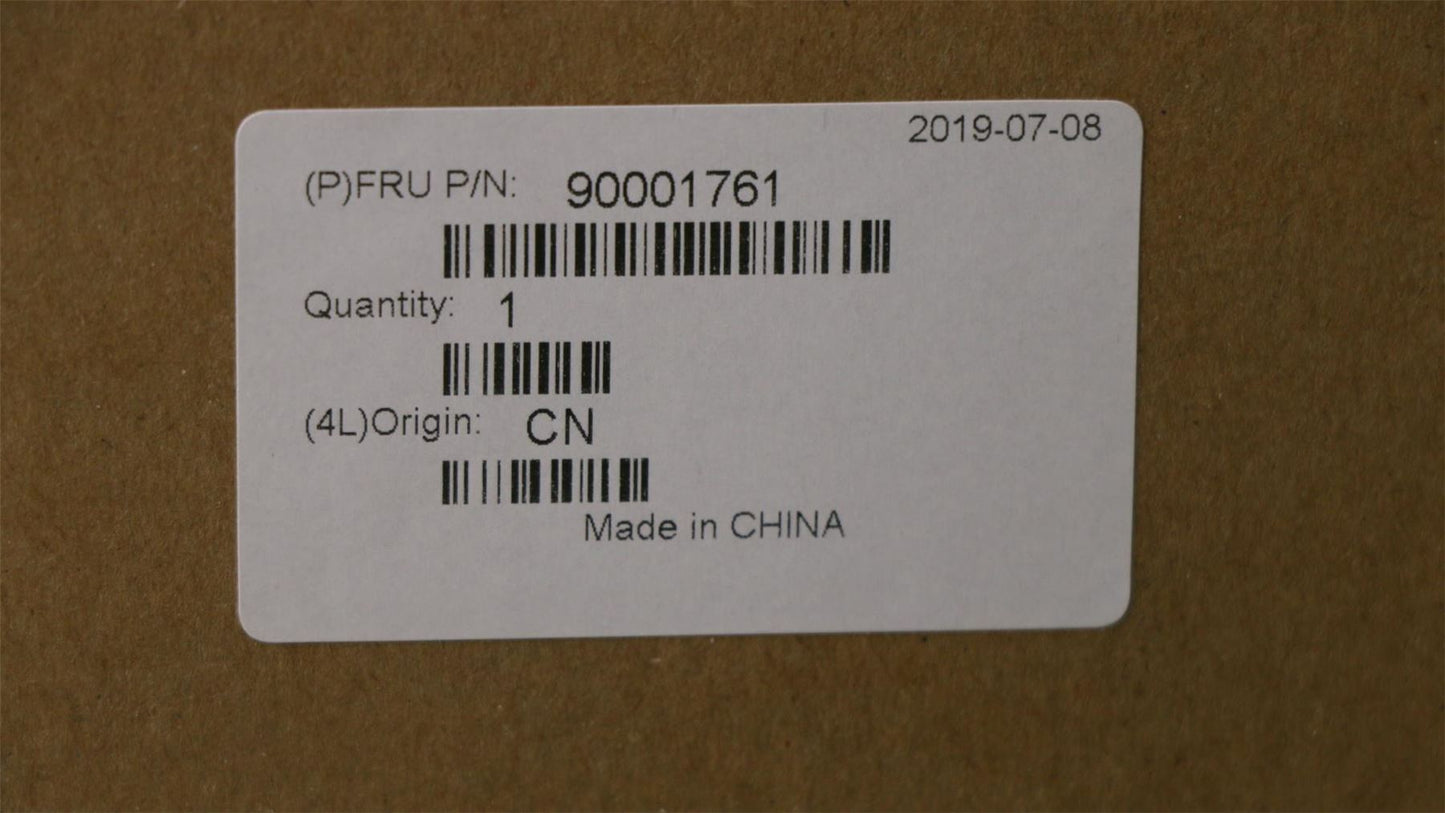 2019-07-08
(P)FRU P/N: 90001761
Quantity: 1
(4L)Origin: CN
Made in CHINA